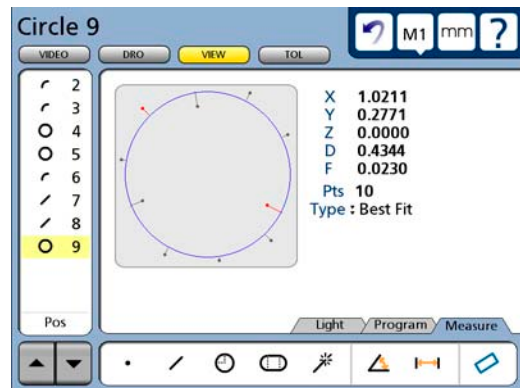 Circle 9
M1 mm ?
VIDEO DRO VIEW TOL
2
3
4
5
6
7
8
9
Pos
X 1.0211
Y 0.2771
Z 0.0000
D 0.4344
F 0.0230
Pts 10
Type : Best Fit
Light Program Measure